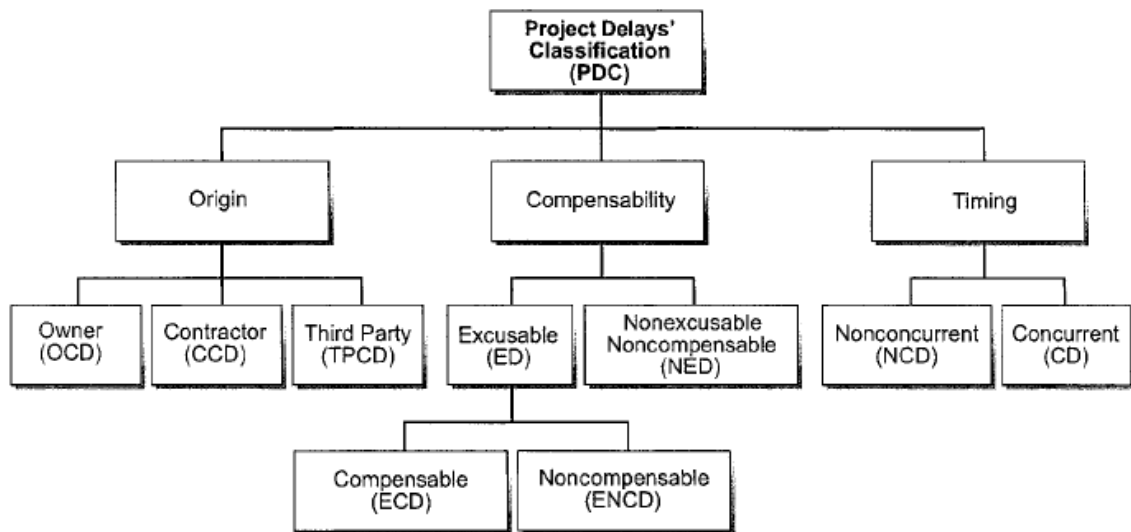 Project Delays'
Classification
(PDC)
Origin
Compensability
Timing
Owner
(OCD)
Contractor
(CCD)
Third Party
(TPCD)
Excusable
(ED)
Nonexcusable
Noncompensable
(NED)
Nonconcurrent
(NCD)
Concurrent
(CD)
Compensable
(ECD)
Noncompensable
(ENCD)